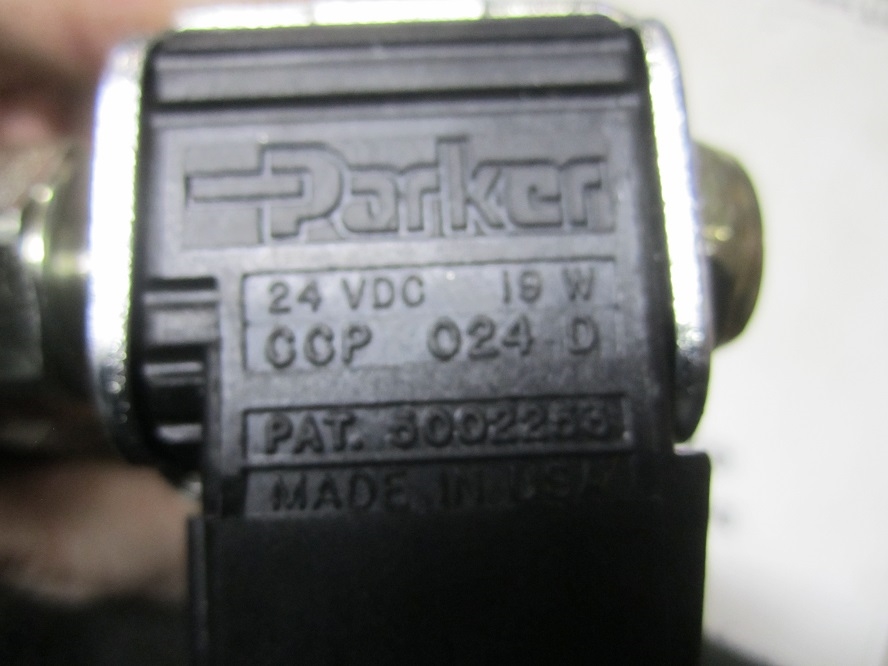 Parker
24 VDC 19 W
CCP 024 D
PAT. 5002253
MADE IN USA